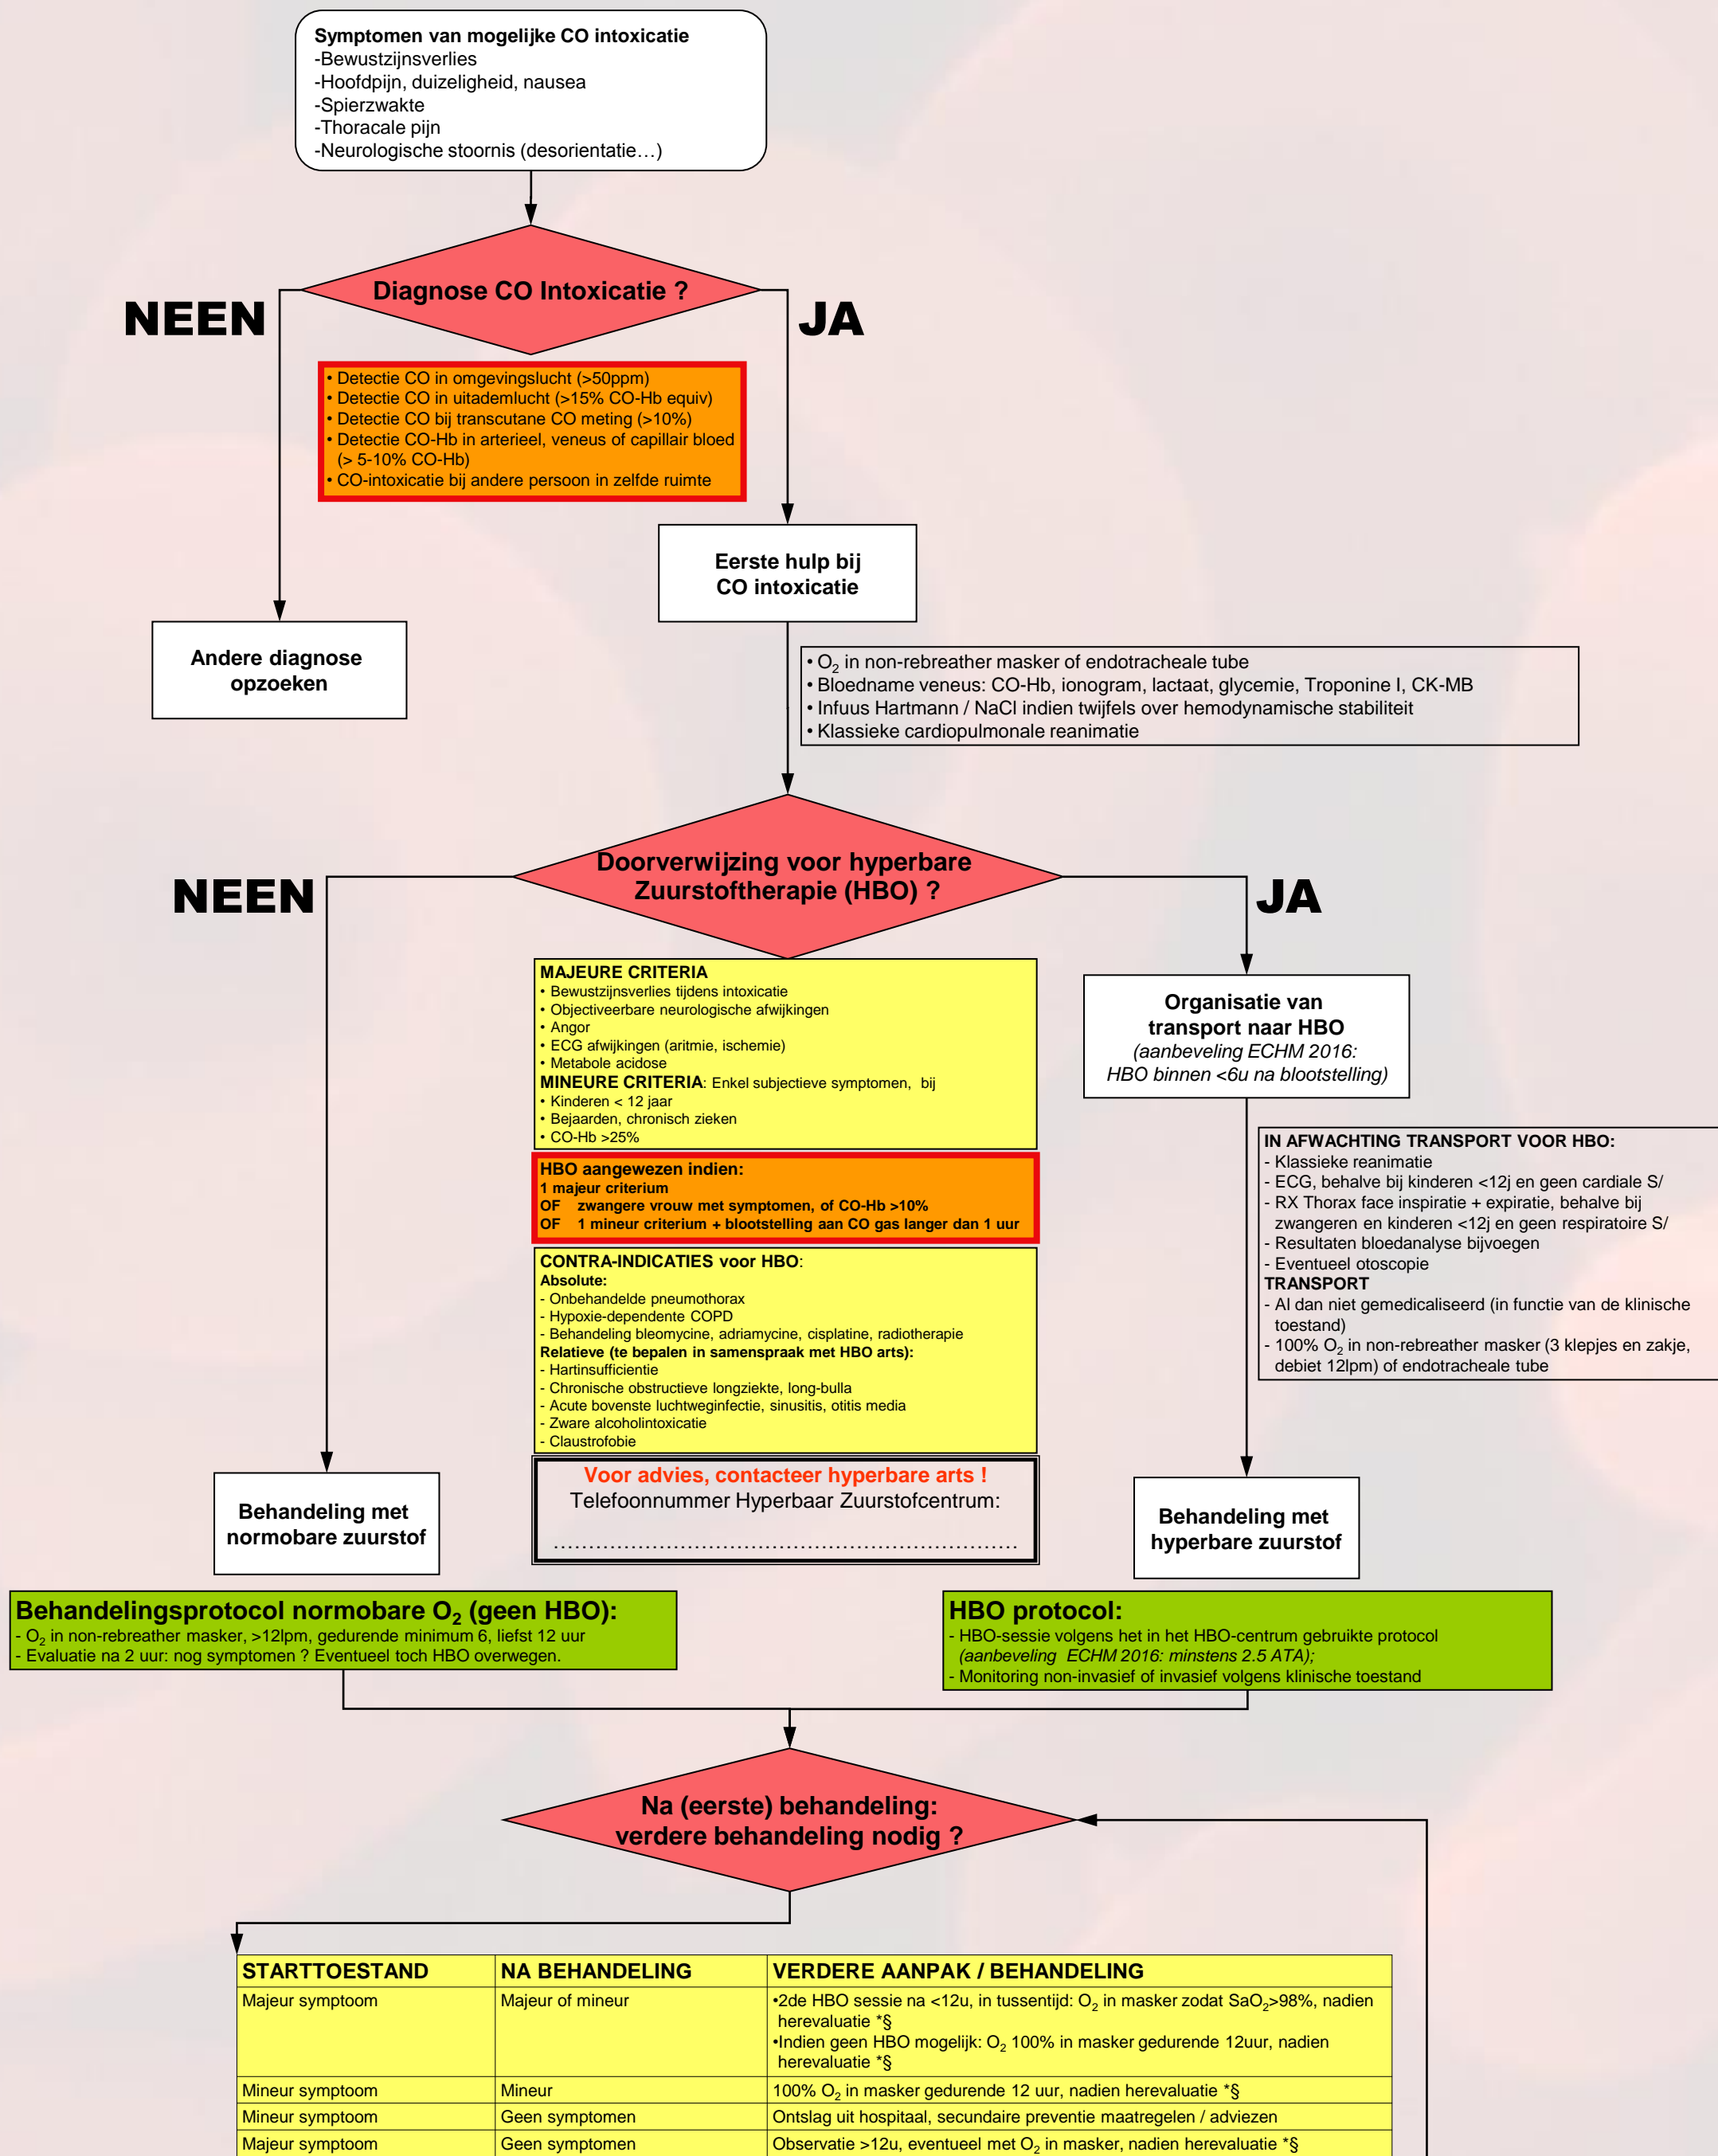 Symptomen van mogelijke CO intoxicatie
-Bewustzijnsverlies
-Hoofdpijn, duizeligheid, nausea
-Spierzwakte
-Thoracale pijn
-Neurologische stoornis (desorientatie…)
Diagnose CO Intoxicatie ?
NEEN
JA
• Detectie CO in omgevingslucht (>50ppm)
• Detectie CO in uitademlucht (>15% CO-Hb equiv)
• Detectie CO bij transcutane CO meting (>10%)
• Detectie CO-Hb in arterieel, veneus of capillair bloed
(> 5-10% CO-Hb)
• CO-intoxicatie bij andere persoon in zelfde ruimte
Eerste hulp bij
CO intoxicatie
Andere diagnose
opzoeken
• O2 in non-rebreather masker of endotracheale tube
• Bloedname veneus: CO-Hb, ionogram, lactaat, glycemie, Troponine I, CK-MB
• Infuus Hartmann / NaCl indien twijfels over hemodynamische stabiliteit
• Klassieke cardiopulmonale reanimatie
Doorverwijzing voor hyperbare
Zuurstoftherapie (HBO) ?
NEEN
JA
MAJEURE CRITERIA
• Bewustzijnsverlies tijdens intoxicatie
• Objectiveerbare neurologische afwijkingen
• Angor
• ECG afwijkingen (aritmie, ischemie)
• Metabole acidose
MINEURE CRITERIA: Enkel subjectieve symptomen, bij
• Kinderen < 12 jaar
• Bejaarden, chronisch zieken
• CO-Hb >25%
HBO aangewezen indien:
1 majeur criterium
OF zwangere vrouw met symptomen, of CO-Hb >10%
OF 1 mineur criterium + blootstelling aan CO gas langer dan 1 uur
CONTRA-INDICATIES voor HBO:
Absolute:
- Onbehandelde pneumothorax
- Hypoxie-dependente COPD
- Behandeling bleomycine, adriamycine, cisplatine, radiotherapie
Relatieve (te bepalen in samenspraak met HBO arts):
- Hartinsufficientie
- Chronische obstructieve longziekte, long-bulla
- Acute bovenste luchtweginfectie, sinusitis, otitis media
- Zware alcoholintoxicatie
- Claustrofobie
Voor advies, contacteer hyperbare arts !
Telefoonnummer Hyperbaar Zuurstofcentrum:
..................................................................
Organisatie van
transport naar HBO
(aanbeveling ECHM 2016:
HBO binnen <6u na blootstelling)
IN AFWACHTING TRANSPORT VOOR HBO:
- Klassieke reanimatie
- ECG, behalve bij kinderen <12j en geen cardiale S/
- RX Thorax face inspiratie + expiratie, behalve bij
zwangeren en kinderen <12j en geen respiratoire S/
- Resultaten bloedanalyse bijvoegen
- Eventueel otoscopie
TRANSPORT
- Al dan niet gemedicaliseerd (in functie van de klinische
toestand)
- 100% O2 in non-rebreather masker (3 klepjes en zakje,
debiet 12lpm) of endotracheale tube
Behandeling met
normobare zuurstof
Behandeling met
hyperbare zuurstof
Behandelingsprotocol normobare O2 (geen HBO):
- O2 in non-rebreather masker, >12lpm, gedurende minimum 6, liefst 12 uur
- Evaluatie na 2 uur: nog symptomen ? Eventueel toch HBO overwegen.
HBO protocol:
- HBO-sessie volgens het in het HBO-centrum gebruikte protocol
(aanbeveling ECHM 2016: minstens 2.5 ATA);
- Monitoring non-invasief of invasief volgens klinische toestand
Na (eerste) behandeling:
verdere behandeling nodig ?
STARTTOESTAND NA BEHANDELING VERDERE AANPAK / BEHANDELING
Majeur symptoom Majeur of mineur •2de HBO sessie na <12u, in tussentijd: O2 in masker zodat SaO2>98%, nadien
herevaluatie *§
•Indien geen HBO mogelijk: O2 100% in masker gedurende 12uur, nadien
herevaluatie *§
Mineur symptoom Mineur 100% O2 in masker gedurende 12 uur, nadien herevaluatie *§
Mineur symptoom Geen symptomen Ontslag uit hospitaal, secundaire preventie maatregelen / adviezen
Majeur symptoom Geen symptomen Observatie >12u, eventueel met O2 in masker, nadien herevaluatie *§